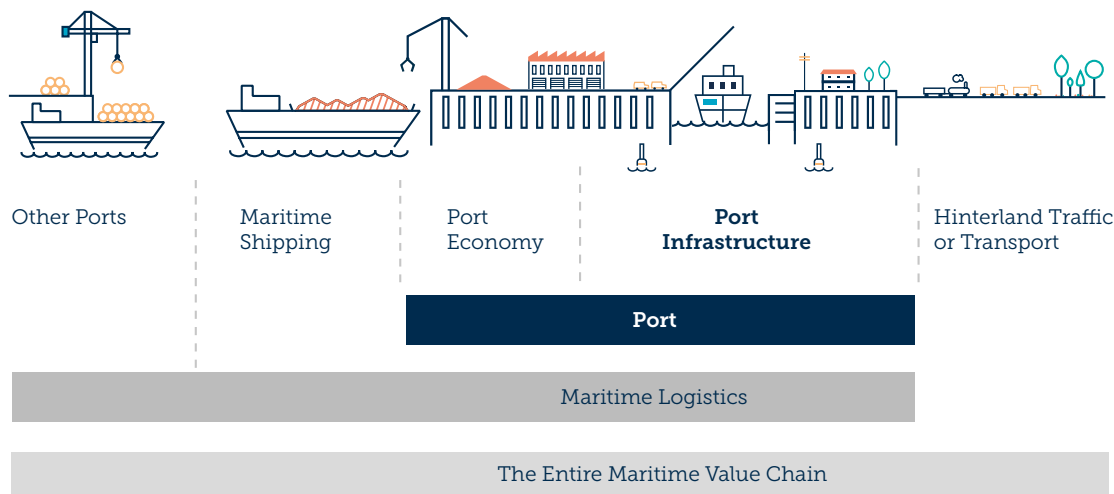 Other Ports
Maritime
Shipping
Port
Economy
Port
Infrastructure
Hinterland Traffic
or Transport
Port
Maritime Logistics
The Entire Maritime Value Chain